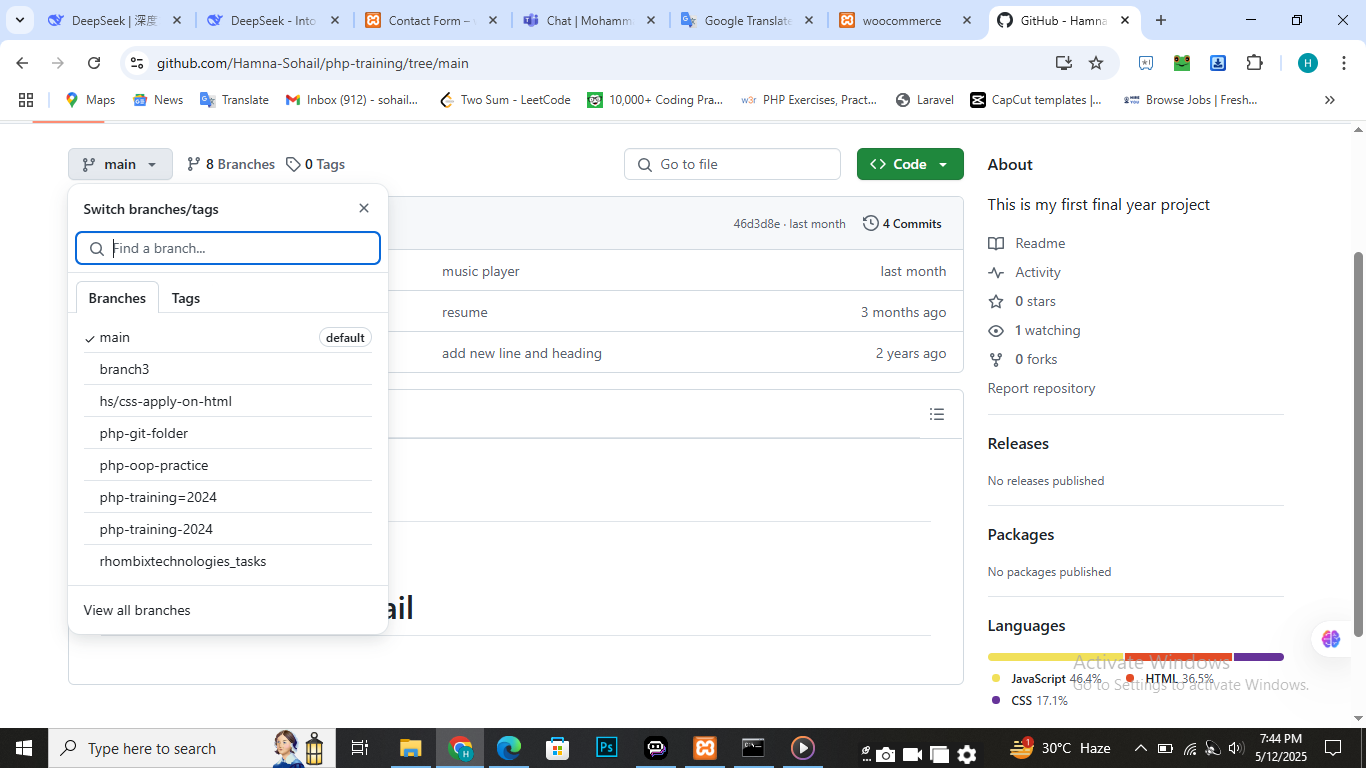 DeepSeek | 深度
DeepSeek - Into
Contact Form –
Chat | Mohamm
Google Translate
woocommerce
GitHub - Hamna
github.com/Hamna-Sohail/php-training/tree/main
H
Maps
News
Translate
Inbox (912) - sohail...
Two Sum - LeetCode
10,000+ Coding Pra...
w3r
PHP Exercises, Pract...
Laravel
CapCut templates |...
Browse Jobs | Fresh...
main
8 Branches
0 Tags
Go to file
Code
About
Switch branches/tags
Find a branch...
Branches
Tags
main
default
branch3
hs/css-apply-on-html
php-git-folder
php-oop-practice
php-training=2024
php-training-2024
rhombixtechnologies_tasks
View all branches
46d3d8e · last month
4 Commits
music player
last month
resume
3 months ago
add new line and heading
2 years ago
ail
This is my first final year project
Readme
Activity
0 stars
1 watching
0 forks
Report repository
Releases
No releases published
Packages
No packages published
Languages
JavaScript 46.4%
HTML 36.5%
CSS 17.1%
Activate Windows
Go to Settings to activate Windows.
Type here to search
Ps
1
30°C Haze
7:44 PM
5/12/2025